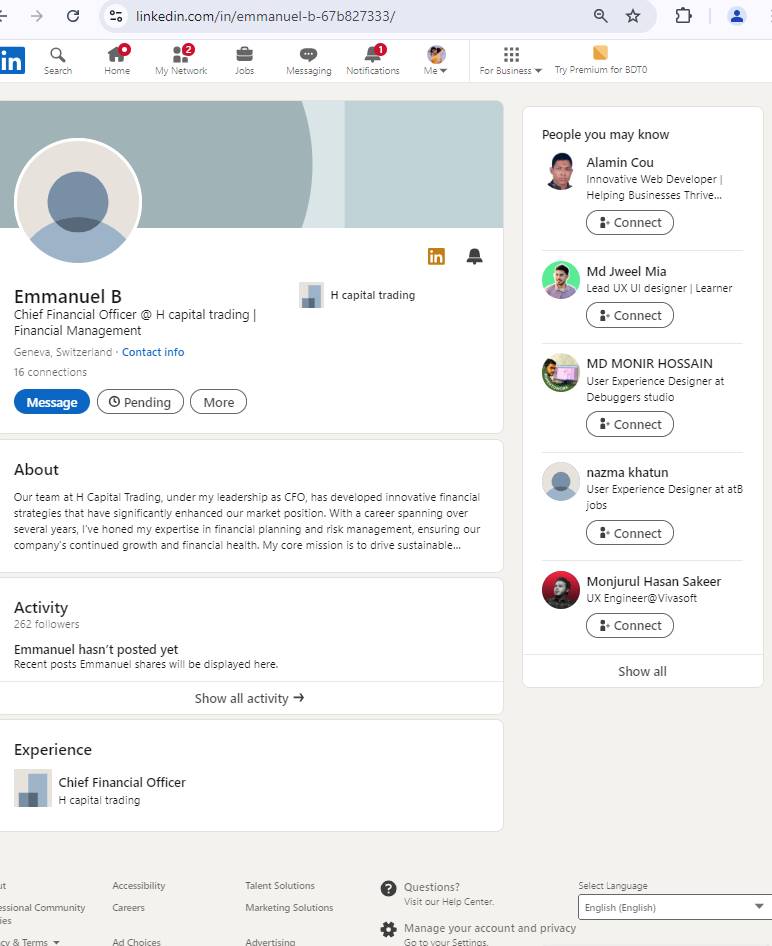 linkedin.com/in/emmanuel-b-67b827333/
in
Search
Home
2
My Network
Jobs
Messaging
1
Notifications
Me
For Business
Try Premium for BDT0
in
Emmanuel B
Chief Financial Officer @ H capital trading |
Financial Management
H capital trading
Geneva, Switzerland · Contact info
16 connections
Message
Pending
More
About
Our team at H Capital Trading, under my leadership as CFO, has developed innovative financial
strategies that have significantly enhanced our market position. With a career spanning over
several years, I've honed my expertise in financial planning and risk management, ensuring our
company's continued growth and financial health. My core mission is to drive sustainable...
Activity
262 followers
Emmanuel hasn't posted yet
Recent posts Emmanuel shares will be displayed here.
Show all activity →
Experience
Chief Financial Officer
H capital trading
People you may know
Alamin Cou
Innovative Web Developer |
Helping Businesses Thrive...
Connect
Md Jweel Mia
Lead UX UI designer | Learner
Connect
MD MONIR HOSSAIN
User Experience Designer at
Debuggers studio
Connect
nazma khatun
User Experience Designer at atB
jobs
Connect
Monjurul Hasan Sakeer
UX Engineer@Vivasoft
Connect
Show all
ut
Accessibility
Talent Solutions
Questions?
Visit our Help Center.
Select Language
English (English)
essional Community
ies
Careers
Marketing Solutions
Manage your account and privacy
Go to your Settings.
cy & Terms
Ad Choices
Advertising